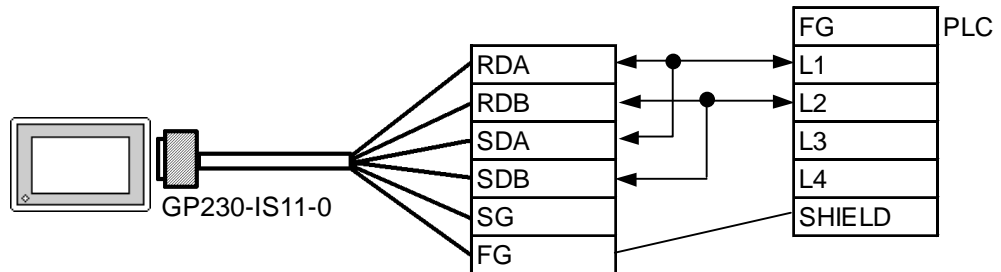 FG PLC
RDA L1
RDB L2
SDA L3
SDB L4
GP230-IS11-0
SG SHIELD
FG